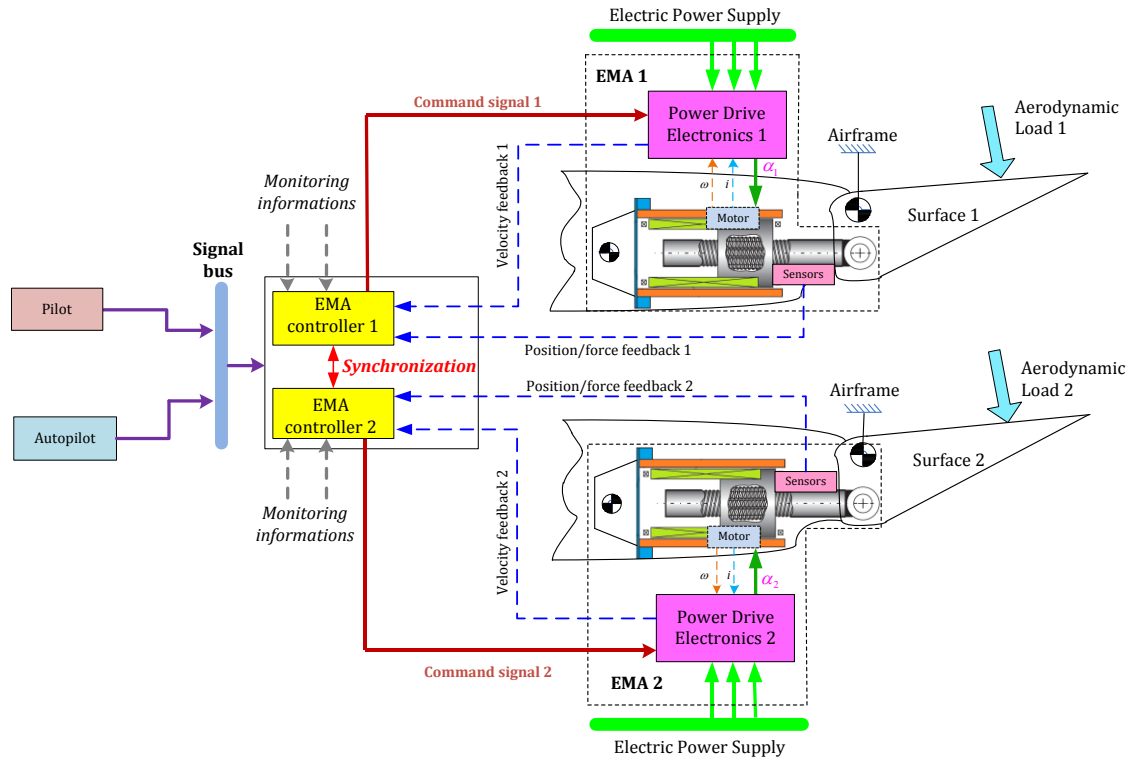 Electric Power Supply
EMA 1
Command signal 1
Power Drive
Electronics 1
Aerodynamic
Load 1
Airframe
Velocity feedback 1
ω
i
α1
Monitoring
informations
Motor
Surface 1
Signal
bus
Sensors
Pilot
EMA
controller 1
Position/force feedback 1
Synchronization
Position/force feedback 2
Aerodynamic
Load 2
Airframe
EMA
controller 2
Autopilot
Surface 2
Sensors
Monitoring
informations
Velocity feedback 2
Motor
ω
i
α2
Power Drive
Electronics 2
Command signal 2
EMA 2
Electric Power Supply